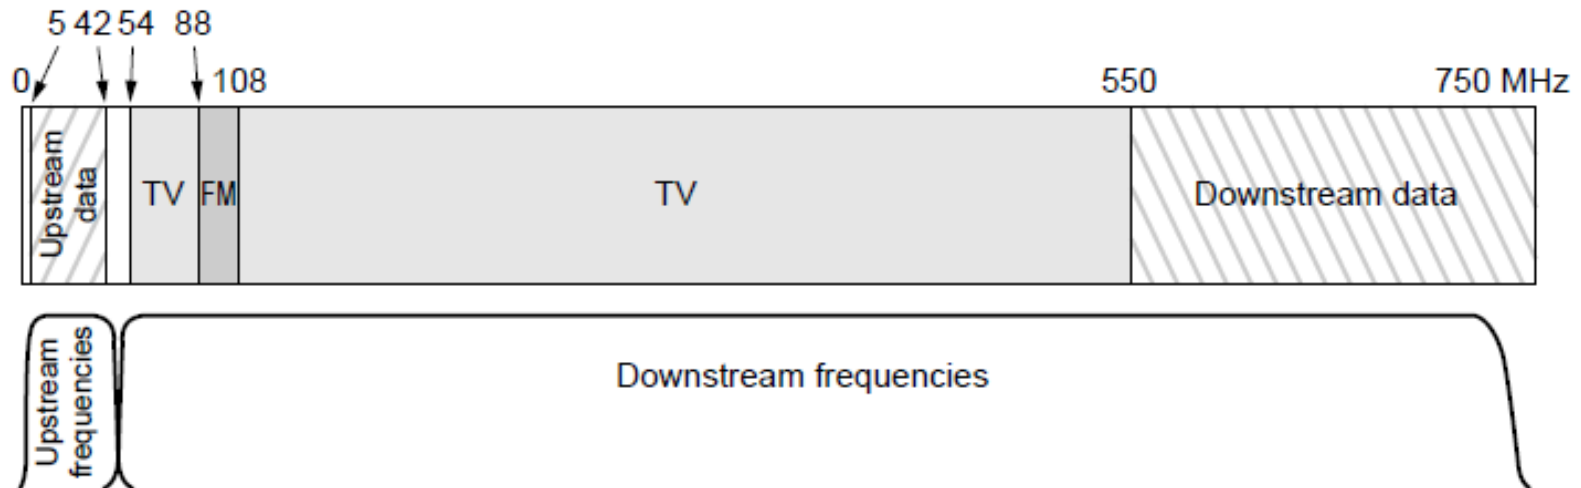 5 42 54 88
0 108 550 750 MHz
Upstream
data
TV
FM
TV
Downstream data
Upstream
frequencies
Downstream frequencies